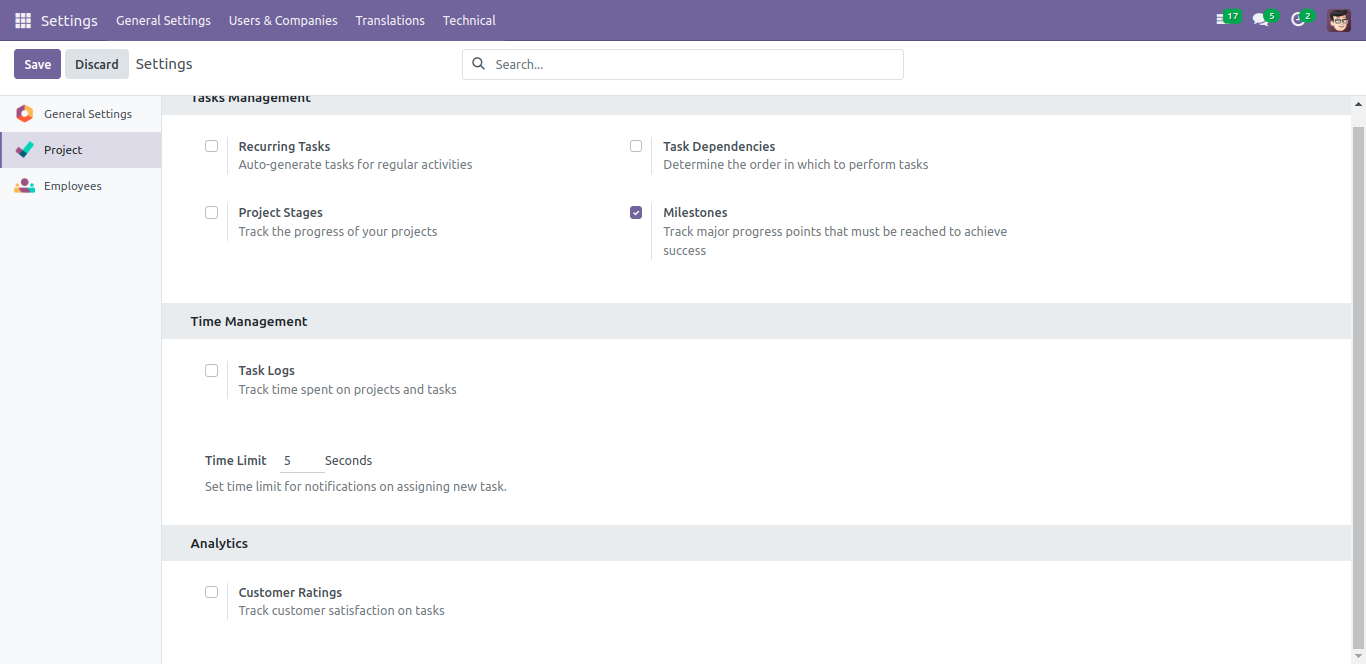 Settings General Settings Users & Companies Translations Technical 17 5 2
Save Discard Settings Search...
General Settings
Project
Employees
Tasks Management
Recurring Tasks
Auto-generate tasks for regular activities
Task Dependencies
Determine the order in which to perform tasks
Project Stages
Track the progress of your projects
Milestones
Track major progress points that must be reached to achieve
success
Time Management
Task Logs
Track time spent on projects and tasks
Time Limit 5 Seconds
Set time limit for notifications on assigning new task.
Analytics
Customer Ratings
Track customer satisfaction on tasks